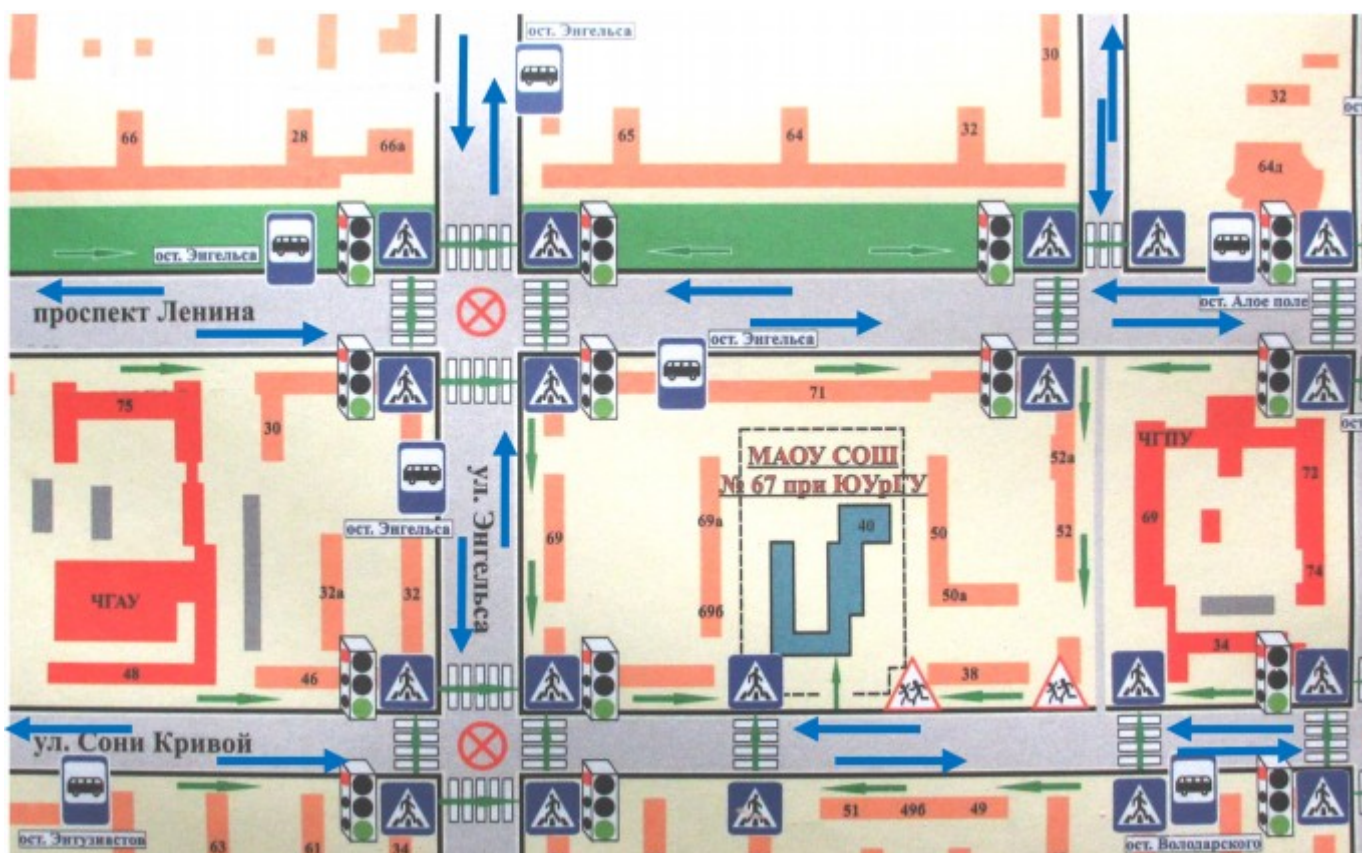 ост. Энгельса
30
32
ост.
66
28
66а
65
64
32
64д
ост. Энгельса
проспект Ленина
ост. Алое поле
ост. Энгельса
75
30
71
ЧГПУ
ост.
МАОУ СОШ
№ 67 при ЮУрГУ
52а
72
ул. Энгельса
ост. Энгельса
69
69а
40
50
52
69
ЧГАУ
32а
32
69б
50а
74
48
46
38
34
ул. Сони Кривой
ост. Энтузиастов
63
61
34
51
49б
49
ост. Володарского